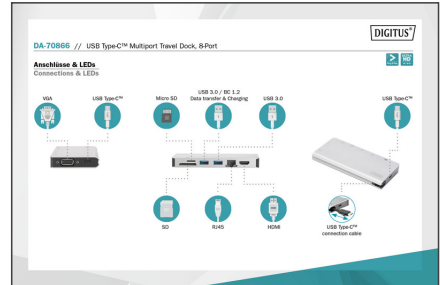 DIGITUS®
DA-70866 // USB Type-C™ Multiport Travel Dock, 8-Port
Anschlüsse & LEDs
Connections & LEDs
VGA
USB Type-C™
Micro SD
USB 3.0 / BC 1.2
Data transfer & Charging
USB 3.0
USB Type-C™
SD
RJ45
HDMI
USB Type-C™
connection cable